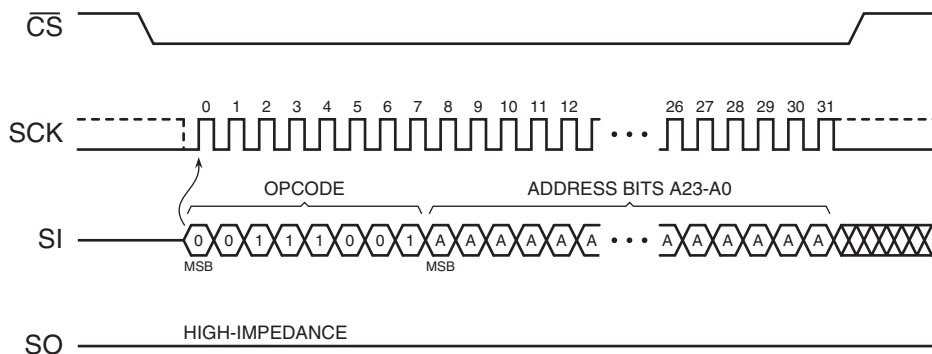 CS
0 1 2 3 4 5 6 7 8 9 10 11 12 26 27 28 29 30 31
SCK
OPCODE ADDRESS BITS A23-A0
SI 0 0 1 1 1 0 0 1 A A A A A A A A A A A A
MSB MSB
HIGH-IMPEDANCE
SO